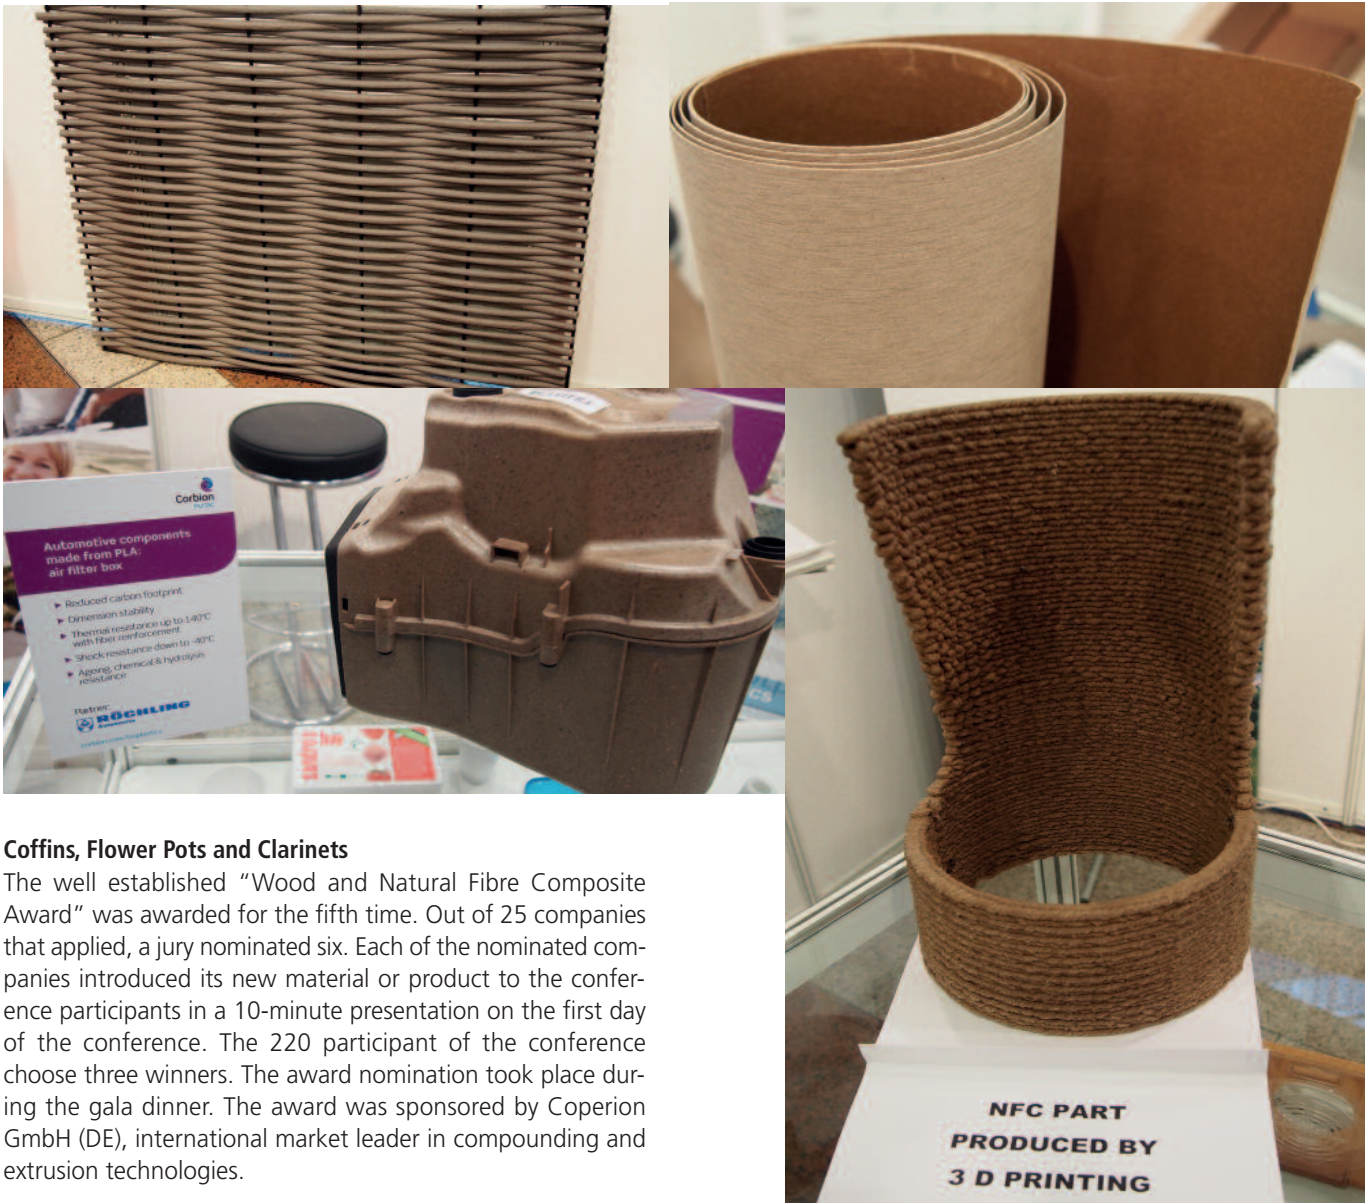 Corbion
PURAC
Automotive components
made from PLA:
air filter box
Reduced carbon footprint
Dimension stability
Thermal resistance up to 140°C
with fiber reinforcement
Shock resistance down to -40°C
Ageing, chemical & hydrolysis
resistance
Partner:
RÖCHLING
Automotive
corbion.com/bioplastics
Coffins, Flower Pots and Clarinets
The well established “Wood and Natural Fibre Composite
Award” was awarded for the fifth time. Out of 25 companies
that applied, a jury nominated six. Each of the nominated com-
panies introduced its new material or product to the confer-
ence participants in a 10-minute presentation on the first day
of the conference. The 220 participant of the conference
choose three winners. The award nomination took place dur-
ing the gala dinner. The award was sponsored by Coperion
GmbH (DE), international market leader in compounding and
extrusion technologies.
NFC PART
PRODUCED BY
3 D PRINTING